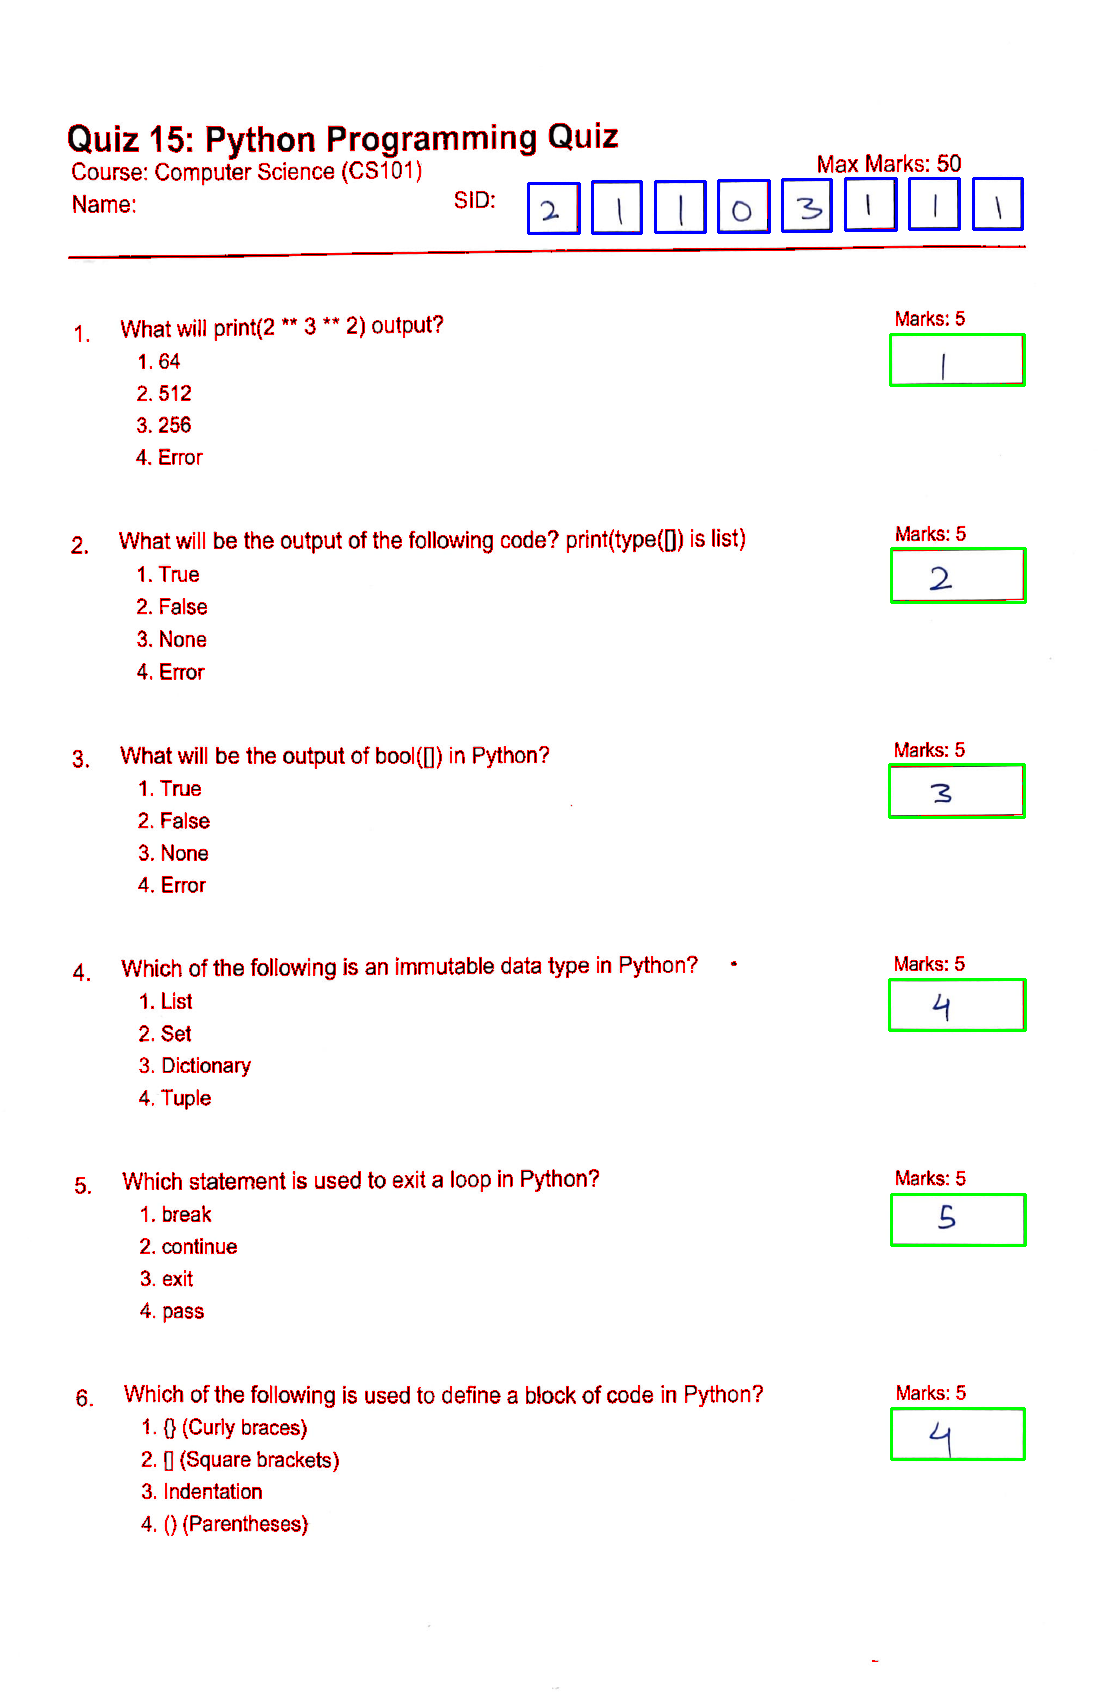 Quiz 15: Python Programming Quiz
Course: Computer Science (CS101)
Max Marks: 50
Name:
SID: 2 1 1 0 3 1 1 1
1. What will print(2 ** 3 ** 2) output?
Marks: 5
1
1. 64
2. 512
3. 256
4. Error
2. What will be the output of the following code? print(type([]) is list)
Marks: 5
2
1. True
2. False
3. None
4. Error
3. What will be the output of bool([]) in Python?
Marks: 5
3
1. True
2. False
3. None
4. Error
4. Which of the following is an immutable data type in Python?
Marks: 5
4
1. List
2. Set
3. Dictionary
4. Tuple
5. Which statement is used to exit a loop in Python?
Marks: 5
5
1. break
2. continue
3. exit
4. pass
6. Which of the following is used to define a block of code in Python?
Marks: 5
4
1. {} (Curly braces)
2. [] (Square brackets)
3. Indentation
4. () (Parentheses)